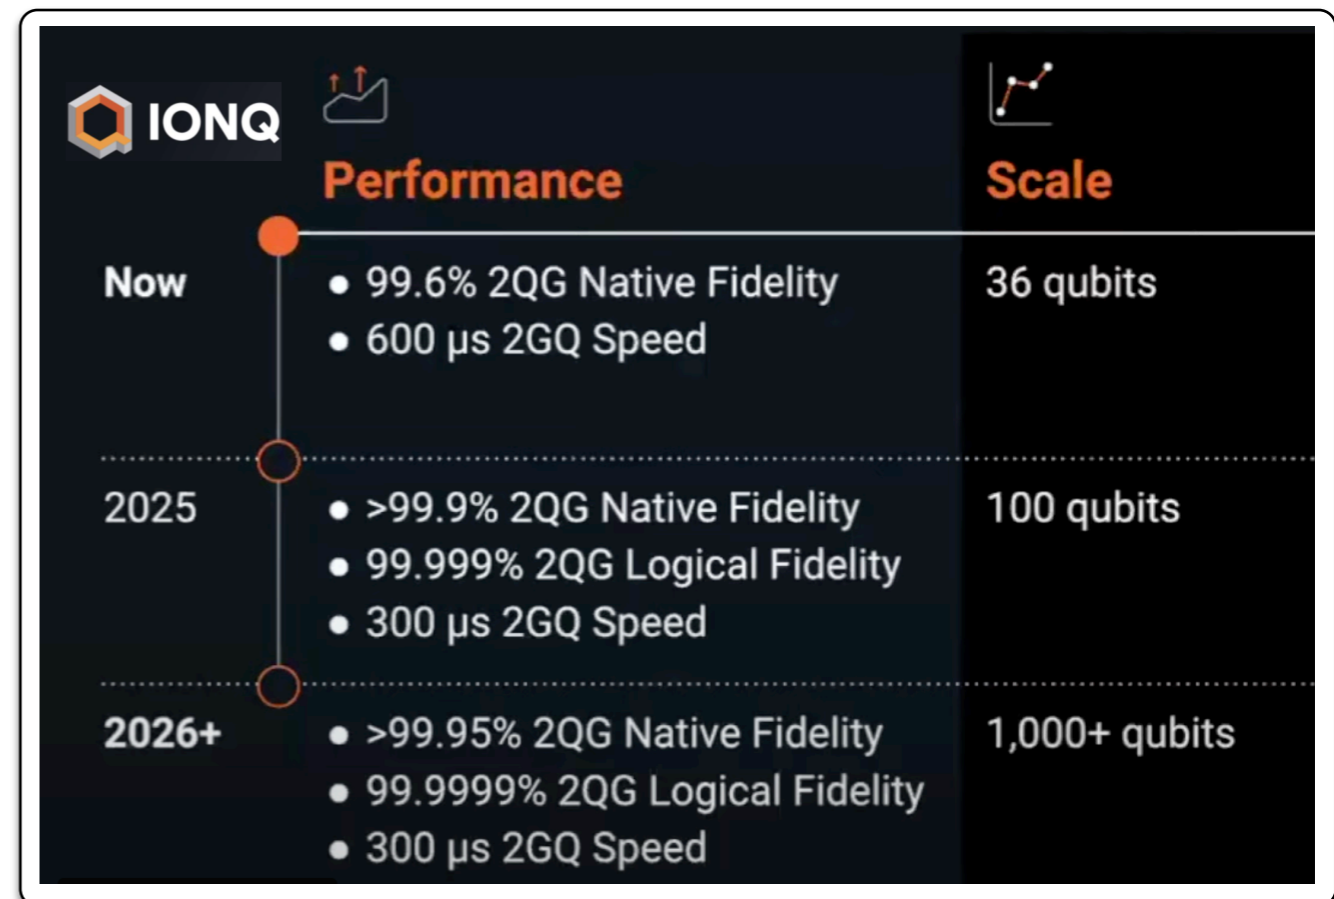 IONQ
Performance
Scale
Now
● 99.6% 2QG Native Fidelity
● 600 µs 2GQ Speed
36 qubits
2025
● >99.9% 2QG Native Fidelity
● 99.999% 2QG Logical Fidelity
● 300 µs 2GQ Speed
100 qubits
2026+
● >99.95% 2QG Native Fidelity
● 99.9999% 2QG Logical Fidelity
● 300 µs 2GQ Speed
1,000+ qubits